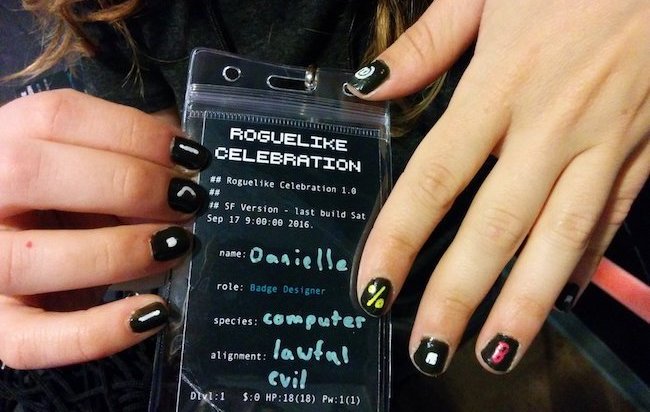 ROGUELIKE
CELEBRATION
## Roguelike Celebration 1.0
##
## SF Version - last build Sat
Sep 17 9:00:00 2016.
name: Danielle
role: Badge Designer
species: computer
alignment: lawful
evil
Dlvl:1 $:0 HP:18(18) Pw:1(1)
@
%